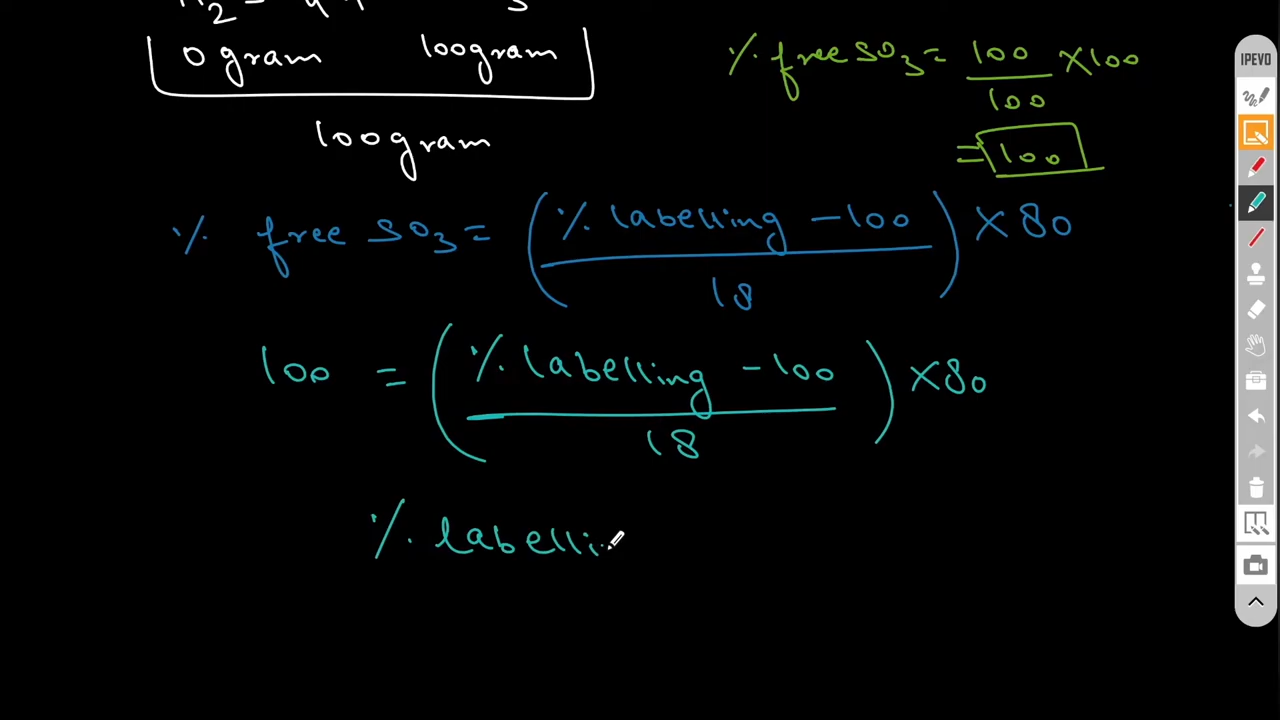 0 gram 100gram
100gram
% free SO3 = 100/100 ×100
= 100
% free SO3 = (% labelling - 100 / 18) × 80
100 = (% labelling - 100 / 18) × 80
% labelli
IPEVO